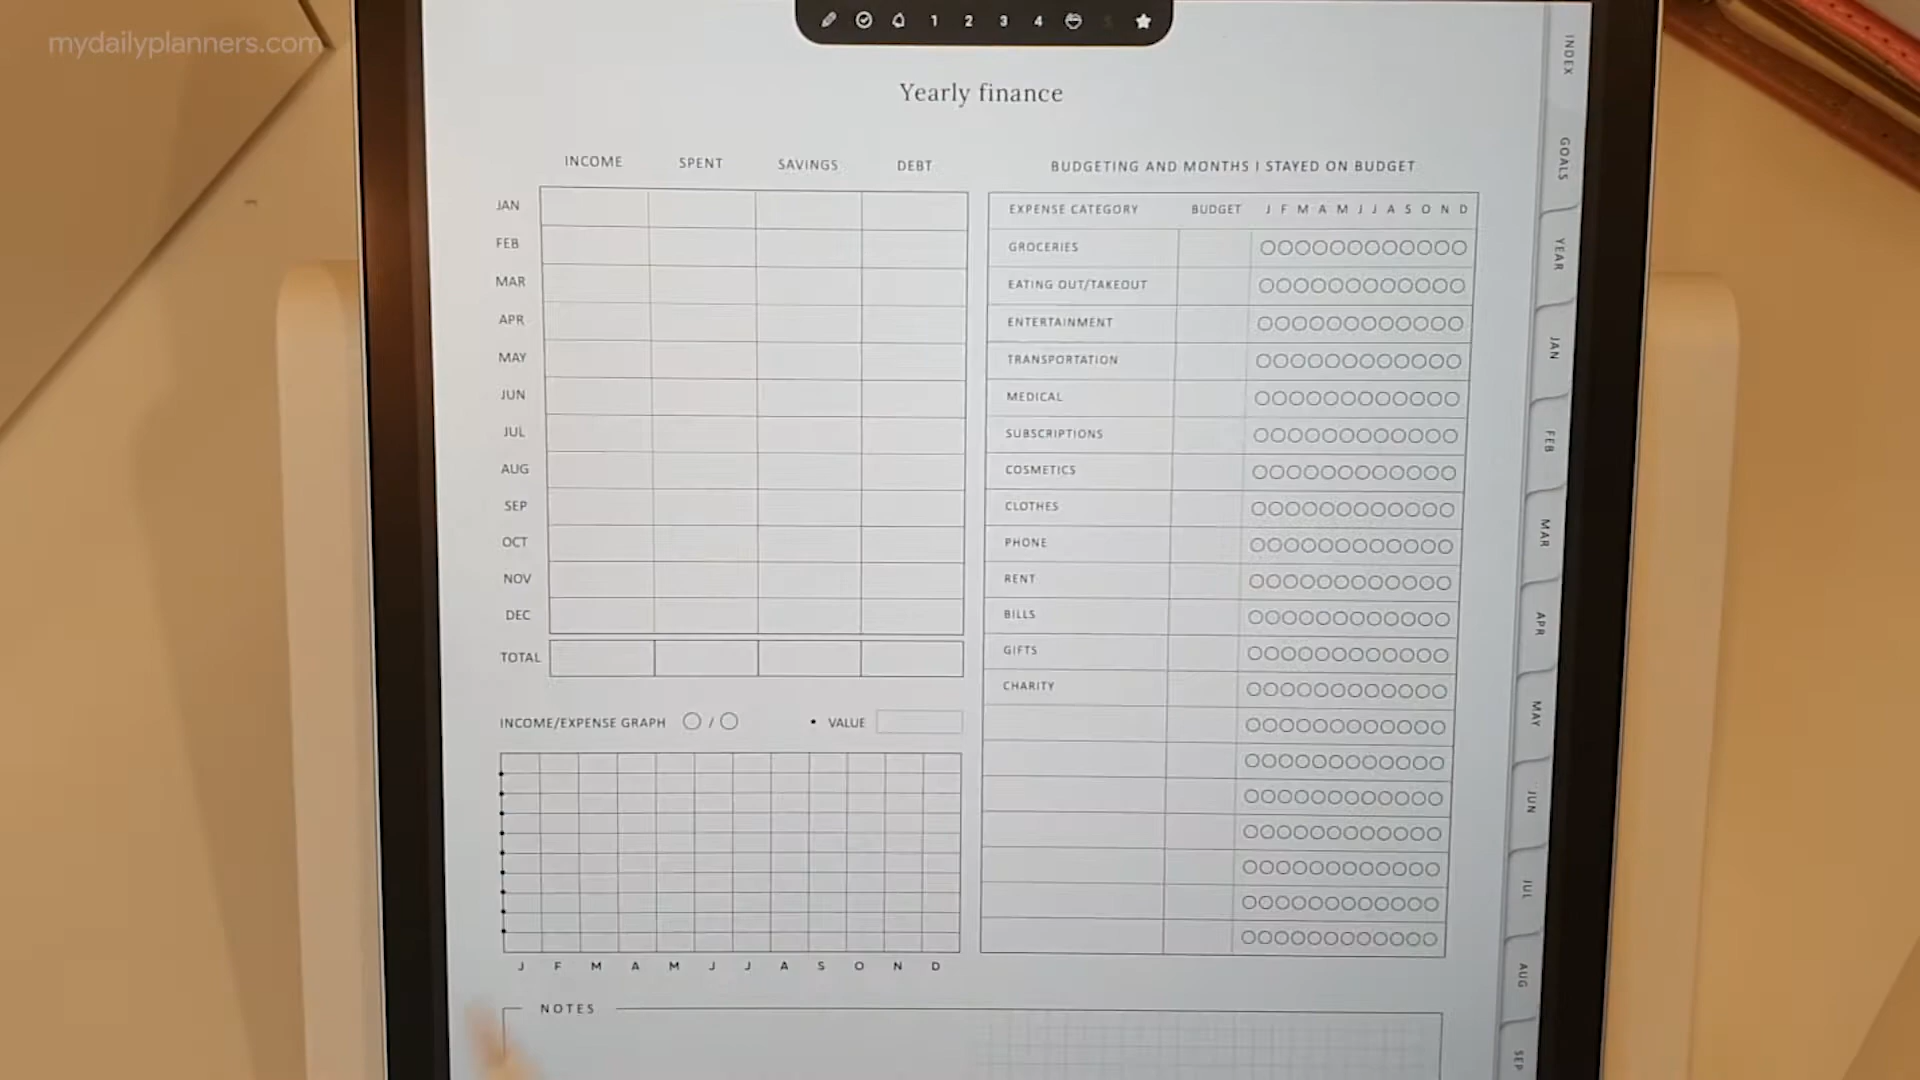 mydailyplanners.com
1 2 3 4 5
Yearly finance
INCOME SPENT SAVINGS DEBT
JAN
FEB
MAR
APR
MAY
JUN
JUL
AUG
SEP
OCT
NOV
DEC
TOTAL
INCOME/EXPENSE GRAPH / • VALUE
J F M A M J J A S O N D
BUDGETING AND MONTHS I STAYED ON BUDGET
EXPENSE CATEGORY BUDGET J F M A M J J A S O N D
GROCERIES
EATING OUT/TAKEOUT
ENTERTAINMENT
TRANSPORTATION
MEDICAL
SUBSCRIPTIONS
COSMETICS
CLOTHES
PHONE
RENT
BILLS
GIFTS
CHARITY
NOTES
INDEX
GOALS
YEAR
JAN
FEB
MAR
APR
MAY
JUN
JUL
AUG
SEP